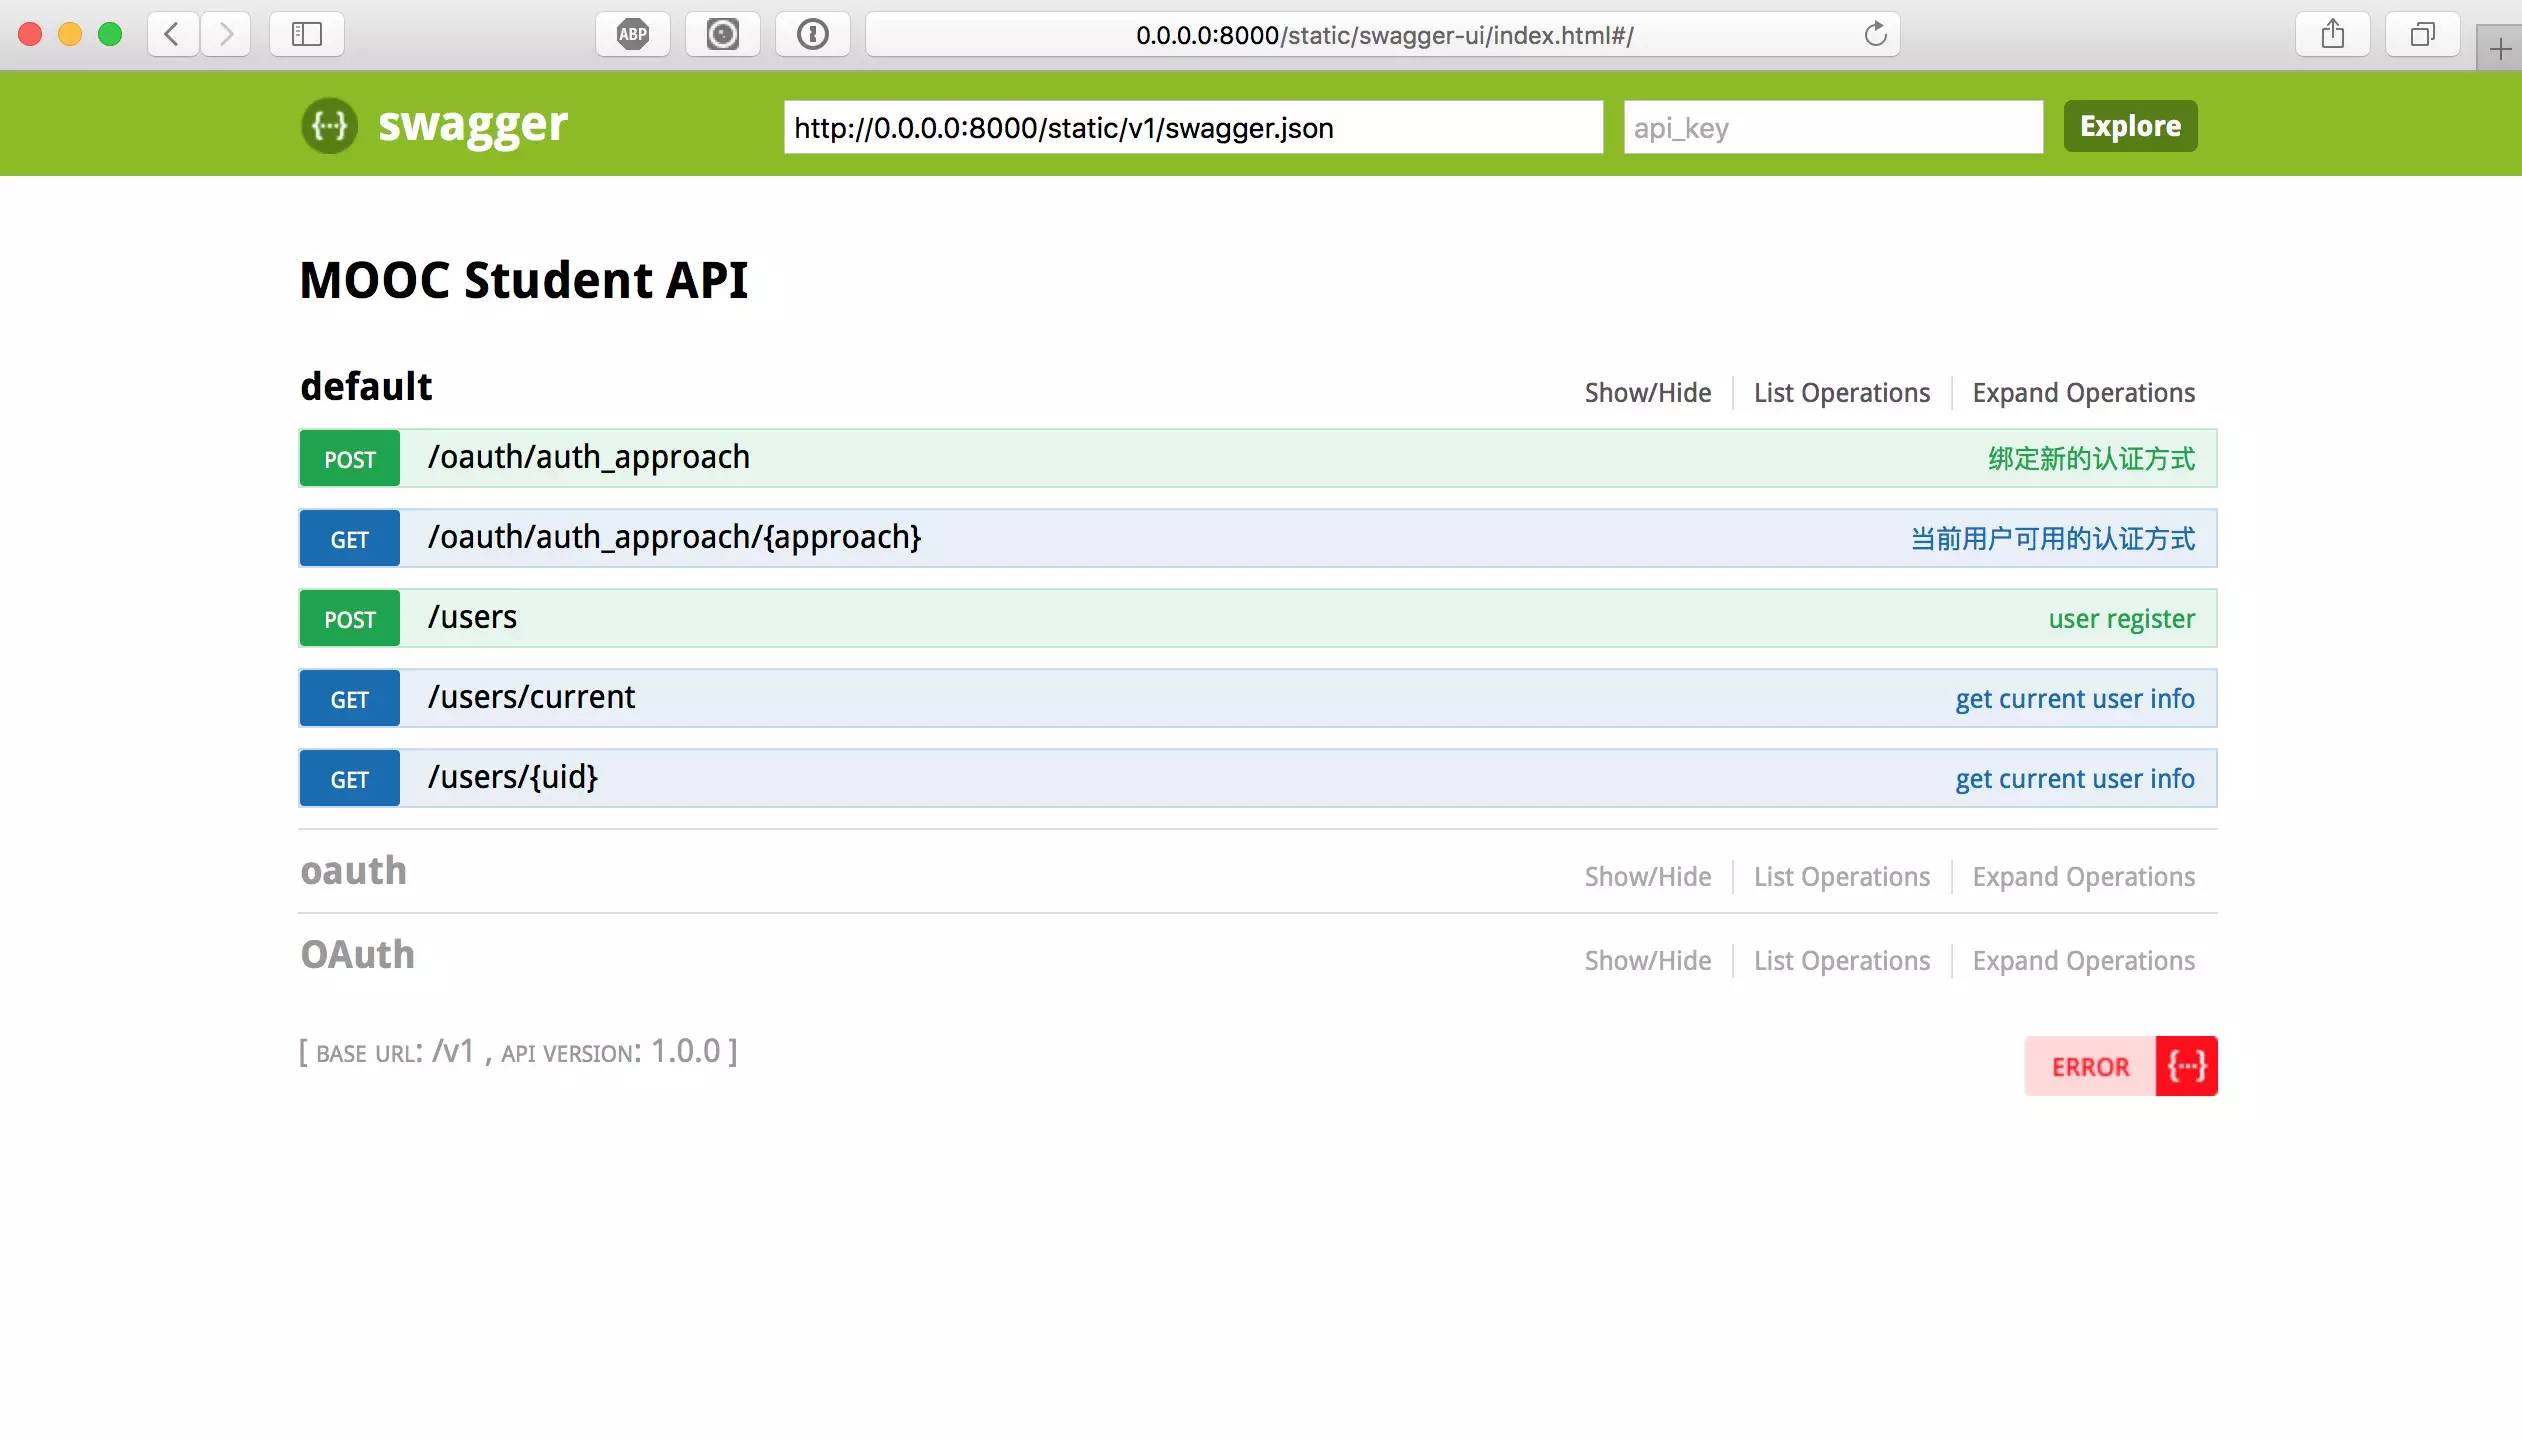 ABP
0.0.0.0:8000/static/swagger-ui/index.html#/
{···} swagger
http://0.0.0.0:8000/static/v1/swagger.json
api_key
Explore
MOOC Student API
default
Show/Hide
List Operations
Expand Operations
POST /oauth/auth_approach 绑定新的认证方式
GET /oauth/auth_approach/{approach} 当前用户可用的认证方式
POST /users user register
GET /users/current get current user info
GET /users/{uid} get current user info
oauth
Show/Hide
List Operations
Expand Operations
OAuth
Show/Hide
List Operations
Expand Operations
[ BASE URL: /v1 , API VERSION: 1.0.0 ]
ERROR {···}